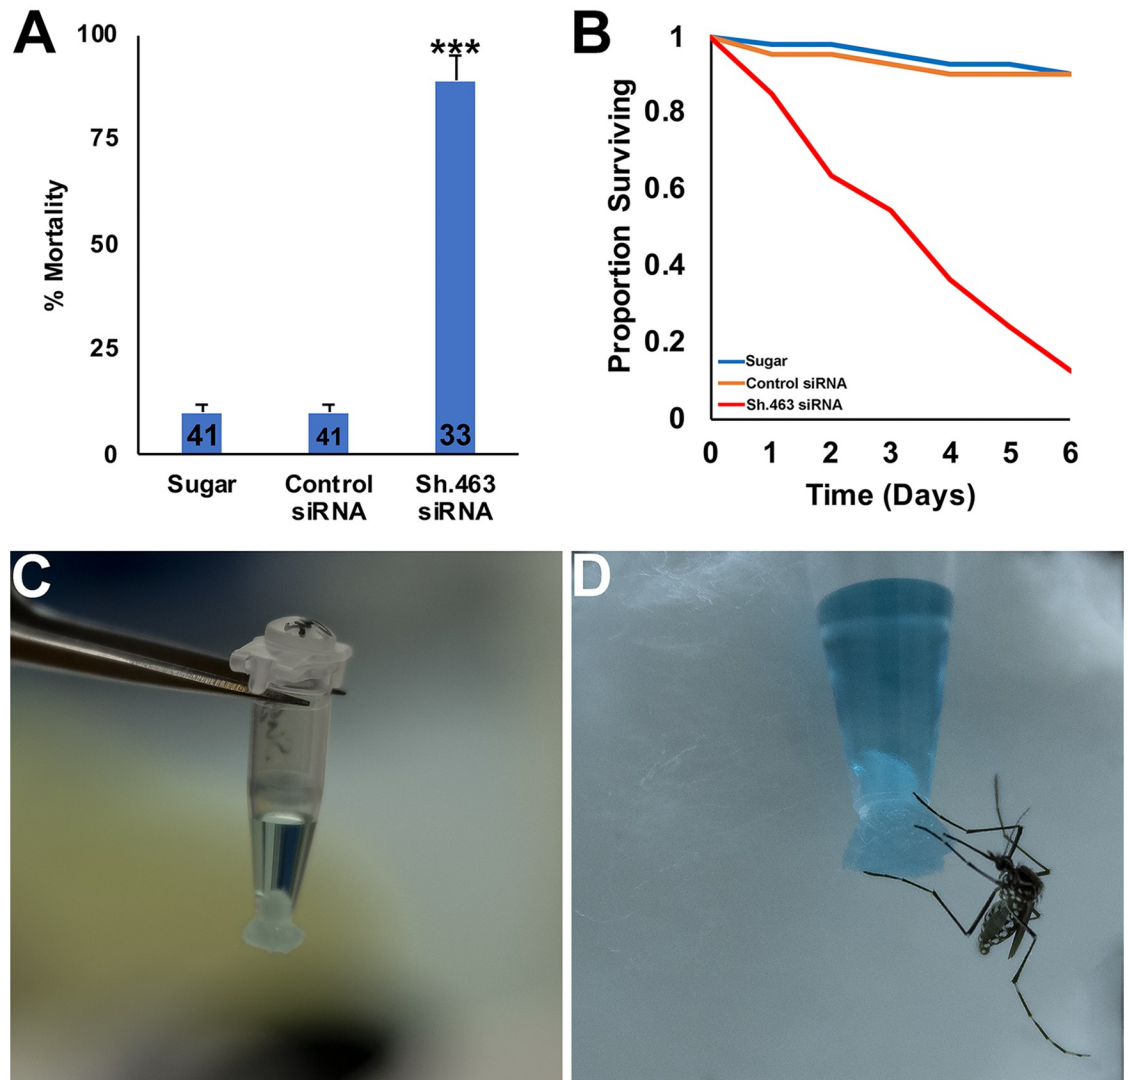 A
100
***
75
% Mortality
50
25
0
41
41
33
Sugar
Control
siRNA
Sh.463
siRNA
B
1
0.8
Proportion Surviving
0.6
0.4
0.2
0
Sugar
Control siRNA
Sh.463 siRNA
0 1 2 3 4 5 6
Time (Days)
C
D